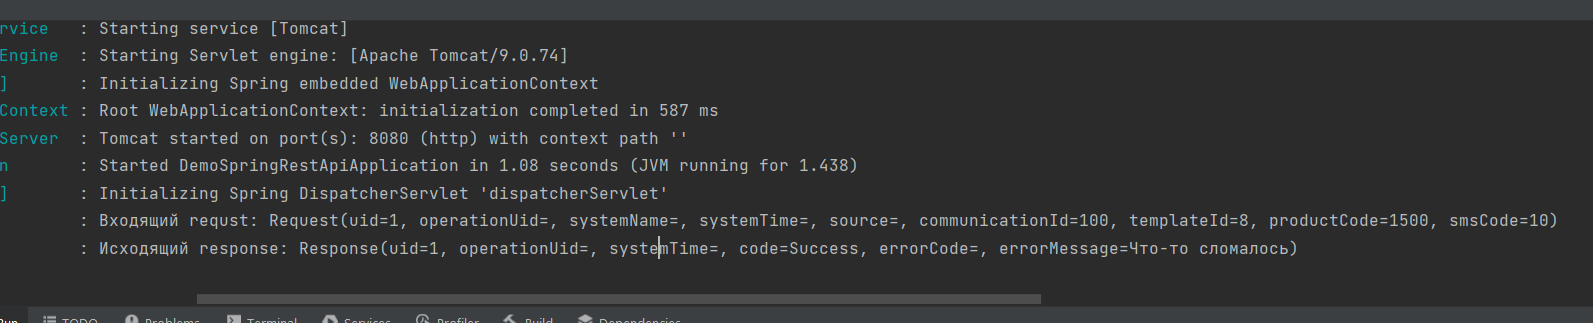 rvice : Starting service [Tomcat]
Engine : Starting Servlet engine: [Apache Tomcat/9.0.74]
] : Initializing Spring embedded WebApplicationContext
Context : Root WebApplicationContext: initialization completed in 587 ms
Server : Tomcat started on port(s): 8080 (http) with context path ''
n : Started DemoSpringRestApiApplication in 1.08 seconds (JVM running for 1.438)
] : Initializing Spring DispatcherServlet 'dispatcherServlet'
: Входящий requst: Request(uid=1, operationUid=, systemName=, systemTime=, source=, communicationId=100, templateId=8, productCode=1500, smsCode=10)
: Исходящий response: Response(uid=1, operationUid=, systemTime=, code=Success, errorCode=, errorMessage=Что-то сломалось)
Run TODO Problems Terminal Services Profiler Build Dependencies